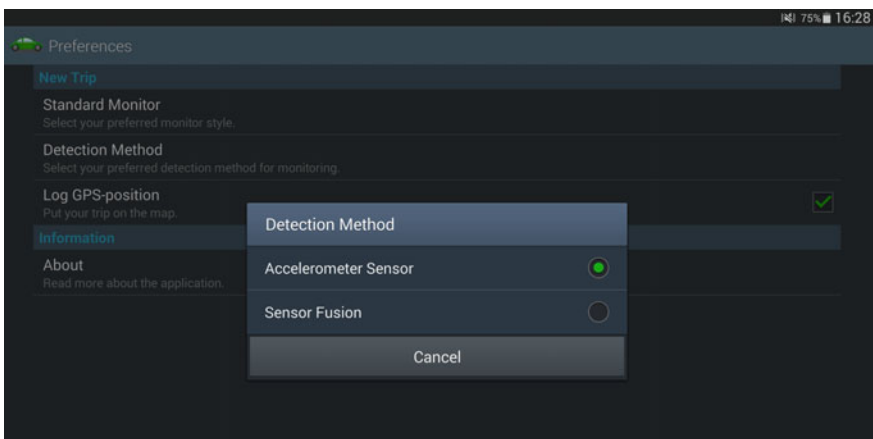 75% 16:28
Preferences
New Trip
Standard Monitor
Select your preferred monitor style.
Detection Method
Select your preferred detection method for monitoring.
Log GPS-position
Put your trip on the map.
Information
About
Read more about the application.
Detection Method
Accelerometer Sensor
Sensor Fusion
Cancel